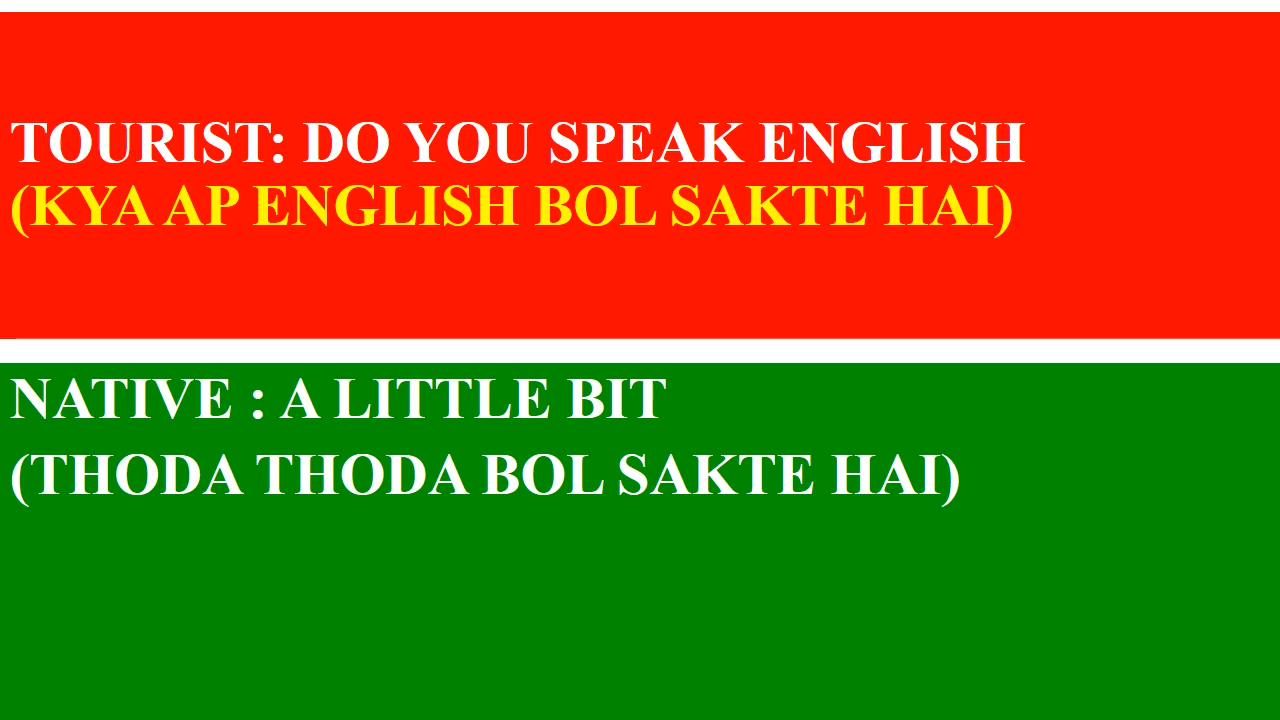 TOURIST: DO YOU SPEAK ENGLISH
(KYA AP ENGLISH BOL SAKTE HAI)
NATIVE : A LITTLE BIT
(THODA THODA BOL SAKTE HAI)